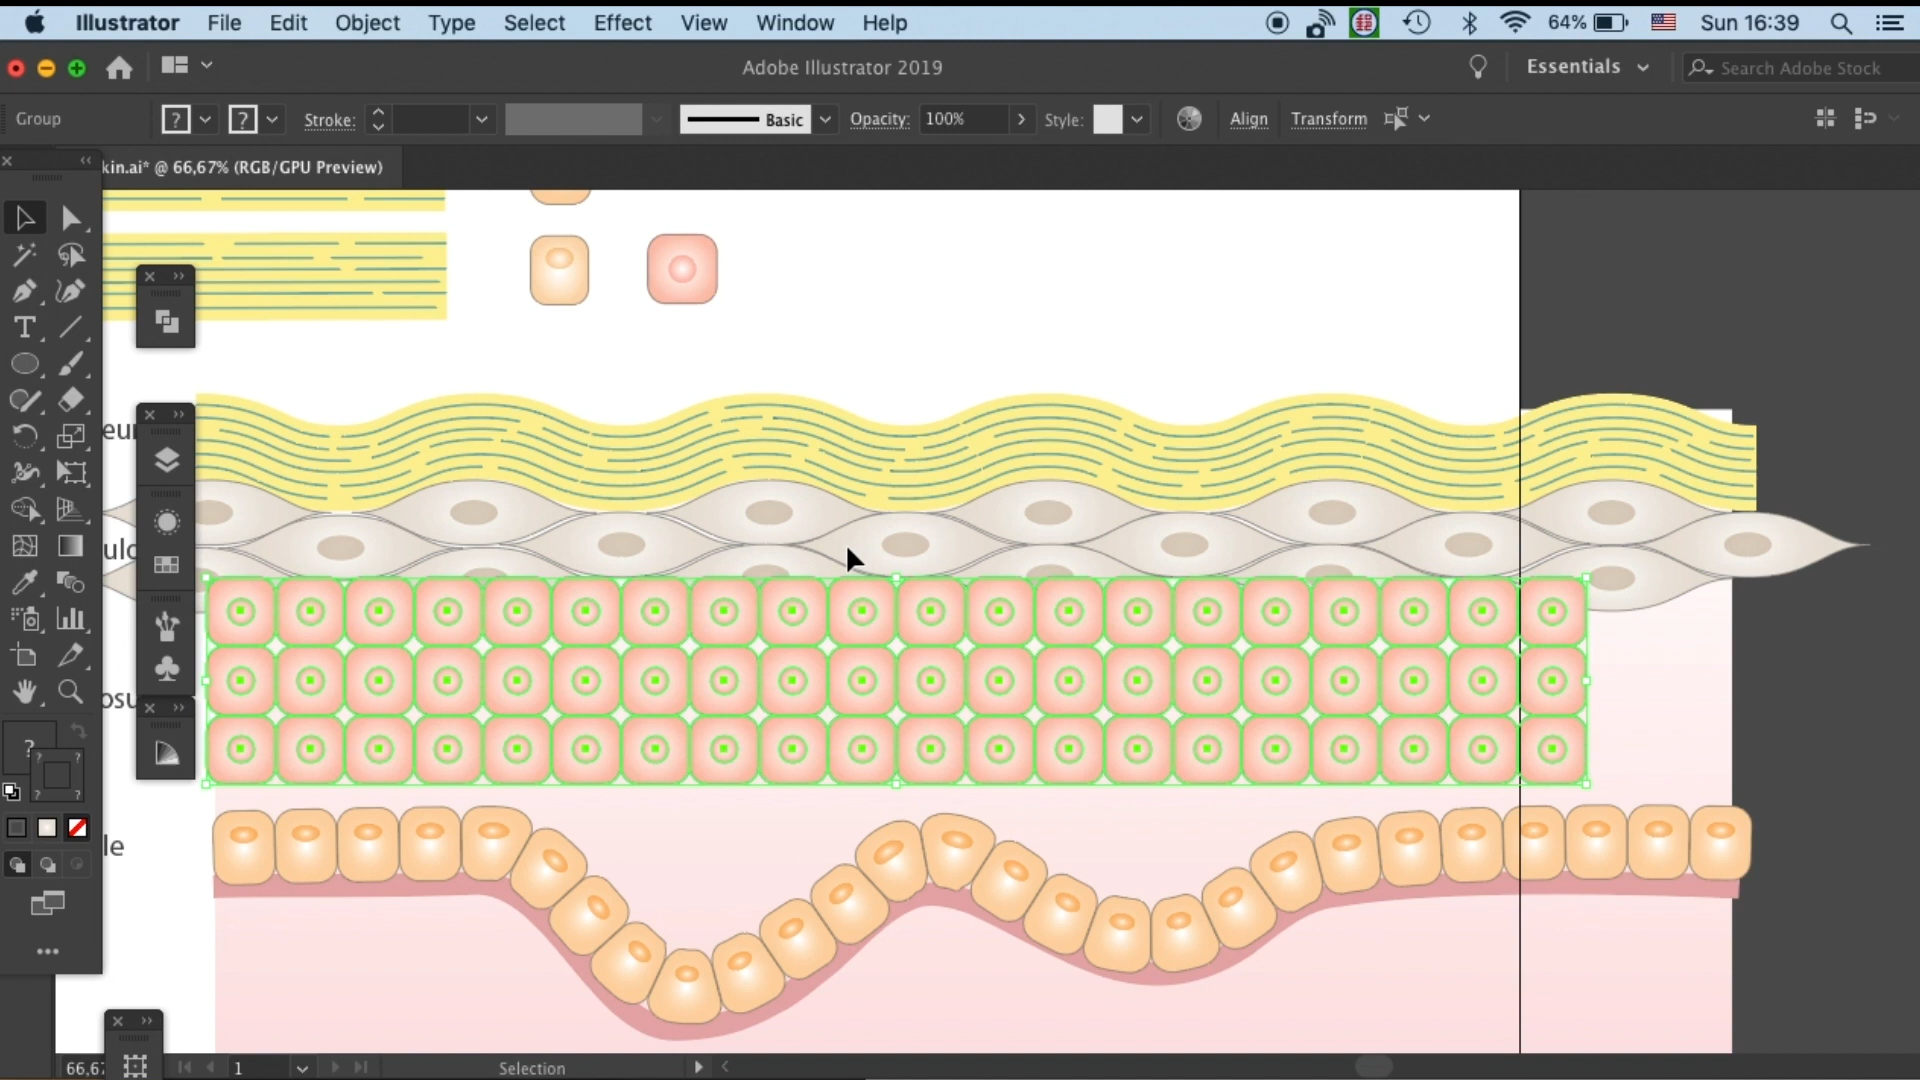 Illustrator File Edit Object Type Select Effect View Window Help 64% Sun 16:39
Adobe Illustrator 2019 Essentials Search Adobe Stock
Group ? ? Stroke: Basic Opacity: 100% Style: Align Transform
kin.ai* @ 66,67% (RGB/GPU Preview)
eur
ulo
osu
le
66,67 1 Selection